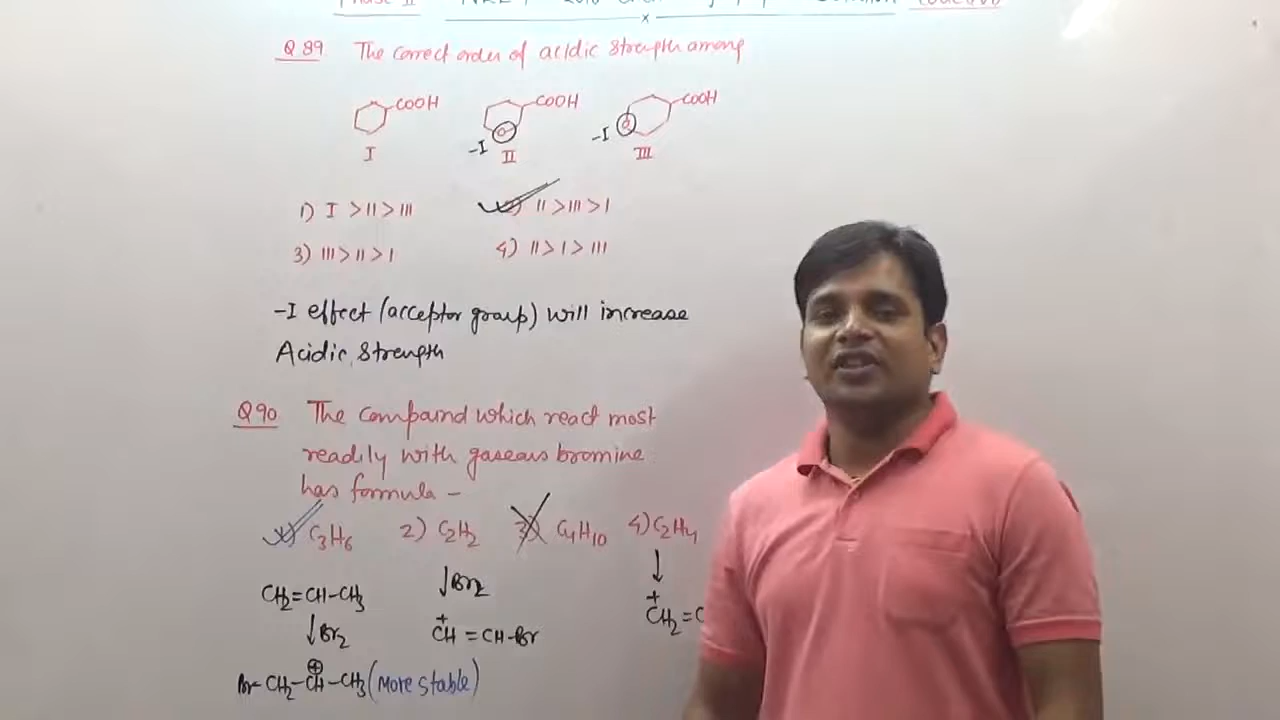 Phase II
Q 89 The correct order of acidic strength among
COOH COOH COOH
-I O -I O
I II III
1) I >II> III II >III> I
3) III> II> I 4) II> I > III
-I effect (acceptor group) will increase
Acidic Strength
Q 90 The compound which react most
readily with gaseous bromine
has formula -
C3H6 2) C2H2 3) C4H10 4) C2H4
CH2=CH-CH3 ↓Br2 ↓
↓Br2 +CH =CH-Br +CH2=C
Br-CH2-⊕CH-CH3 (More stable)